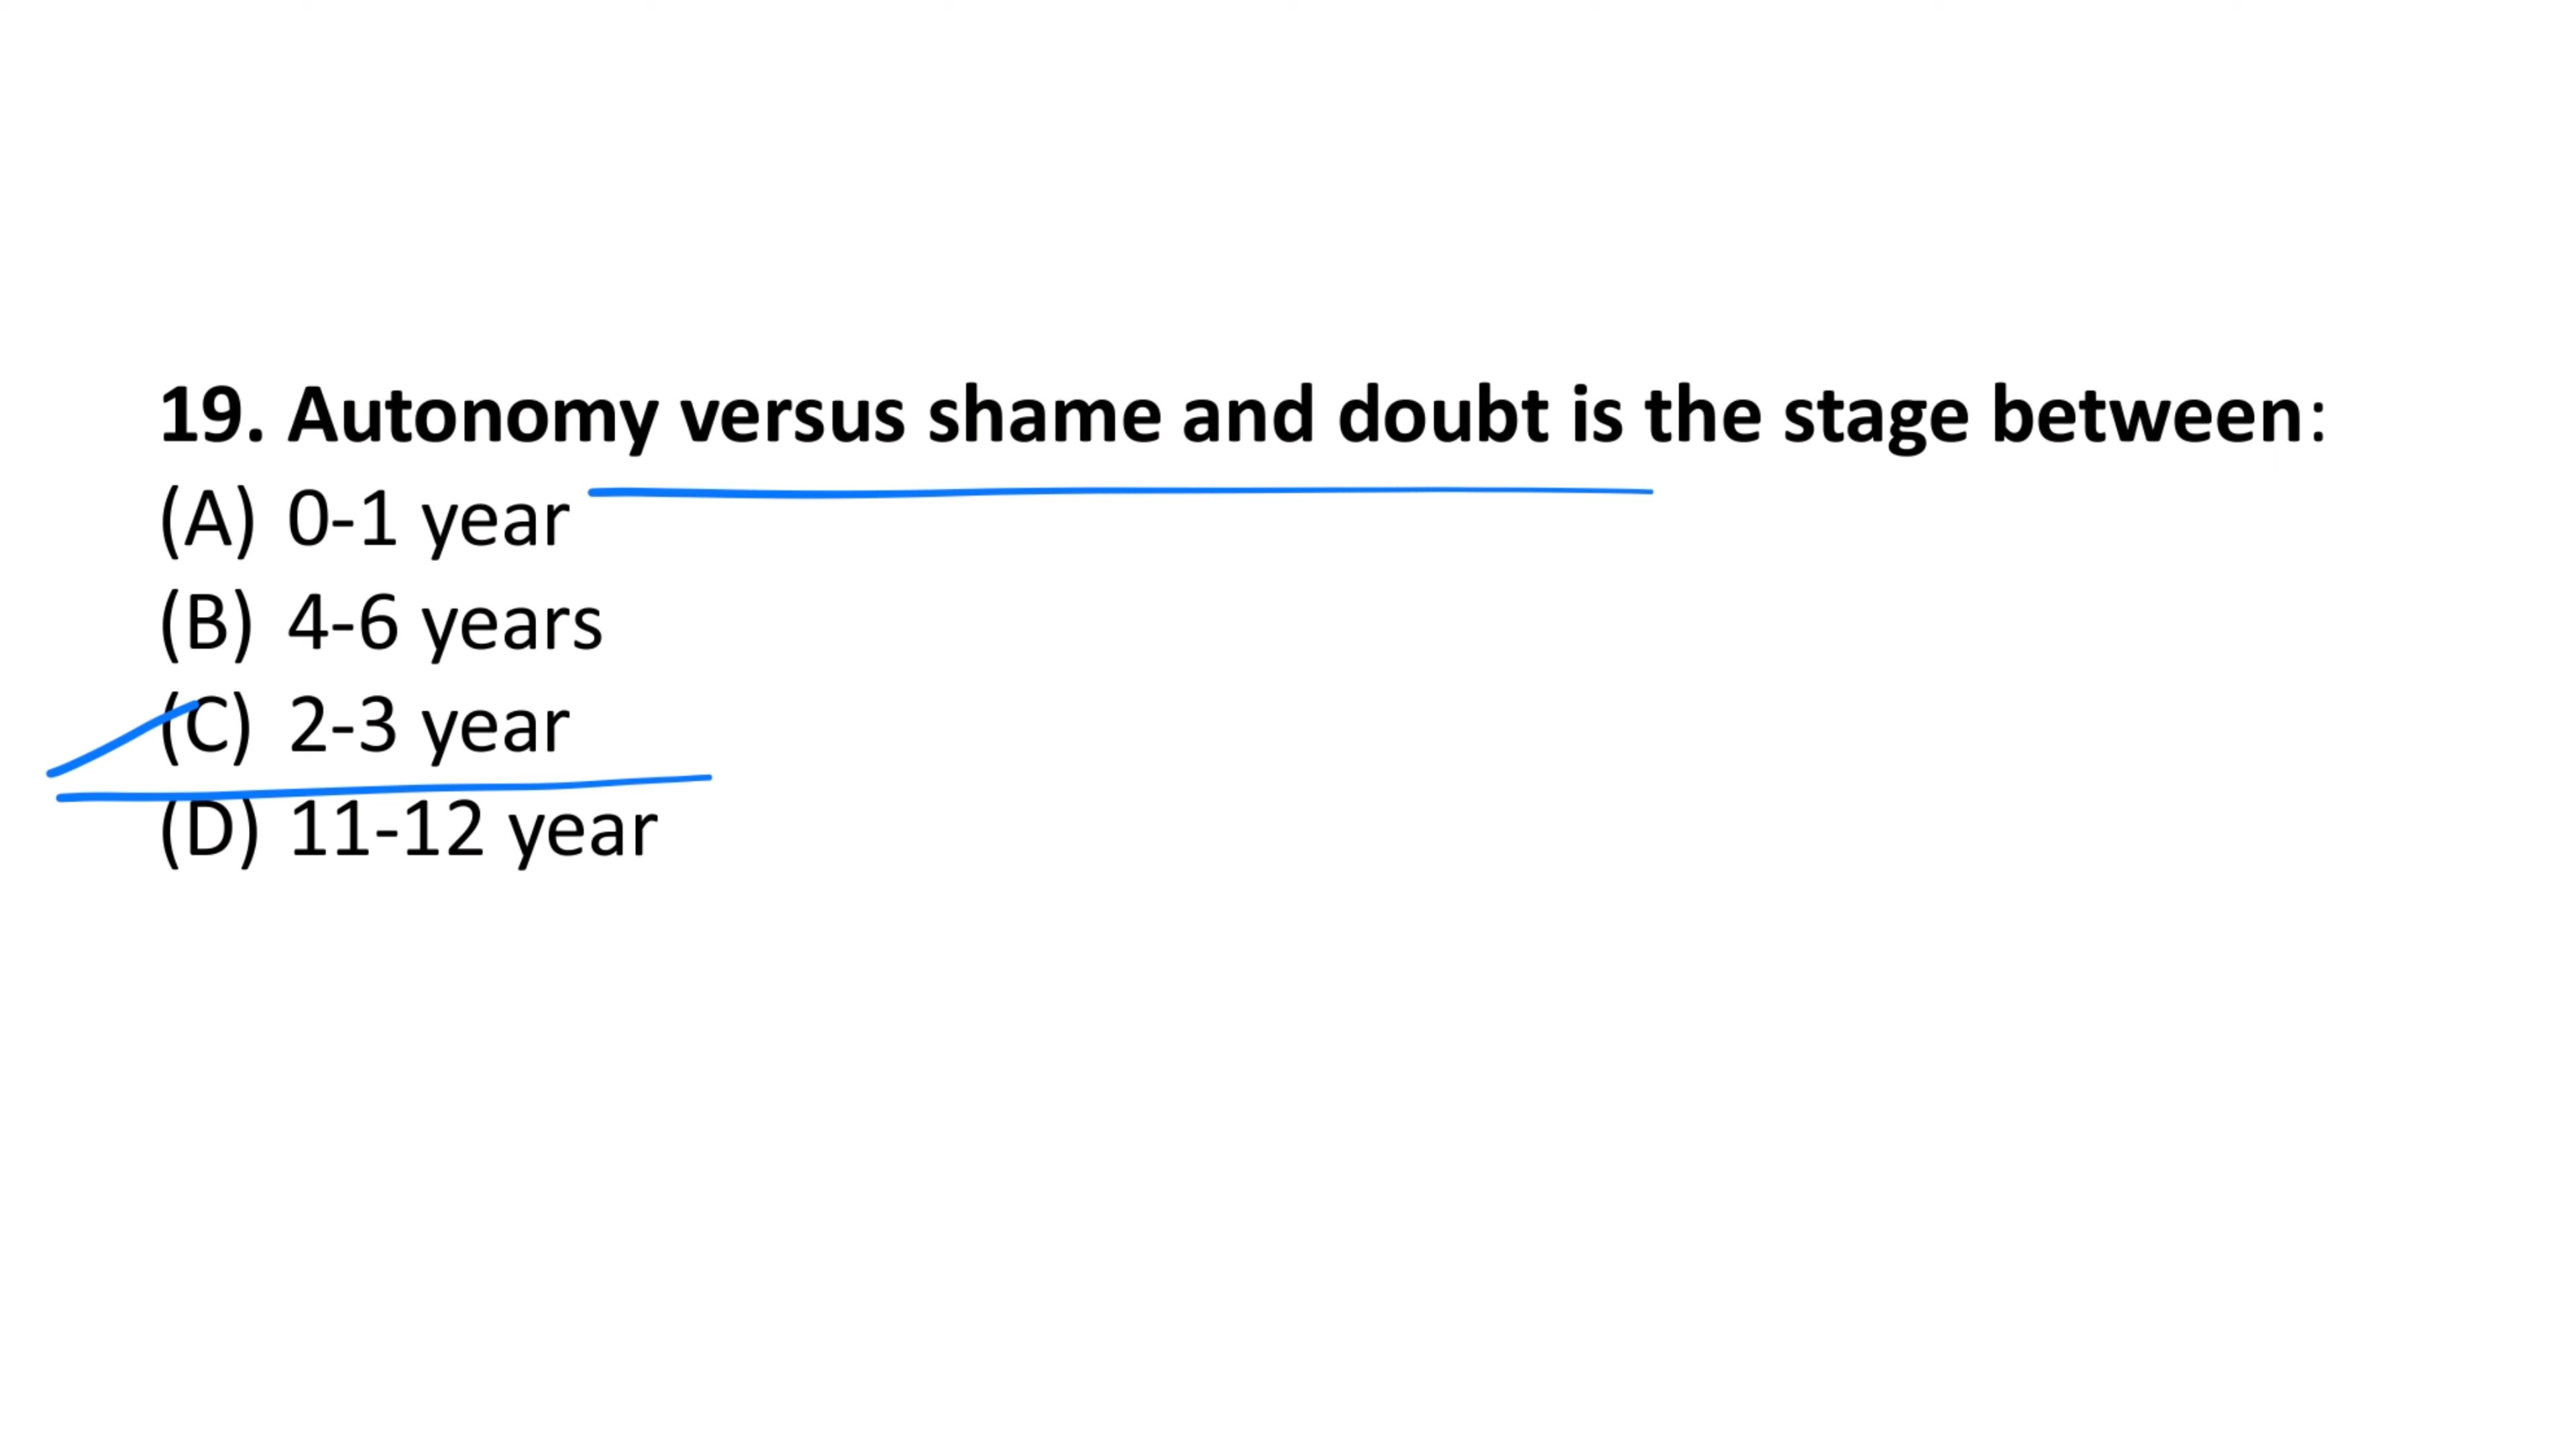 19. Autonomy versus shame and doubt is the stage between:
(A) 0-1 year
(B) 4-6 years
(C) 2-3 year
(D) 11-12 year